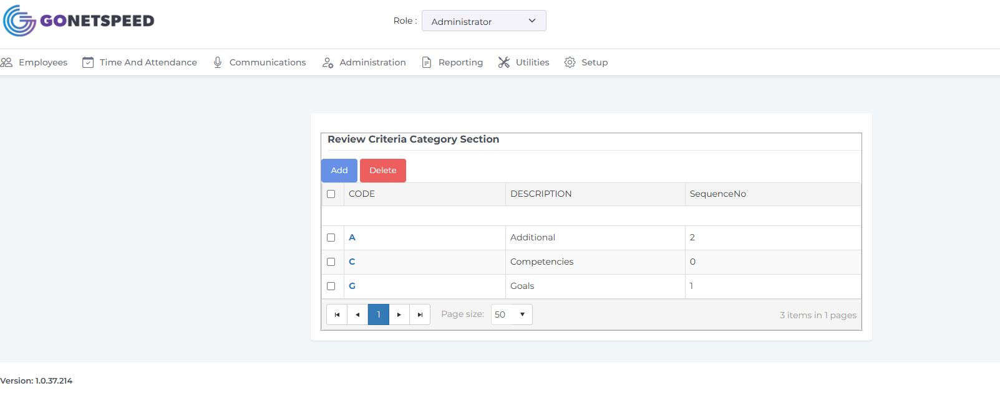 GONETSPEED
Role : Administrator
Employees Time And Attendance Communications Administration Reporting Utilities Setup
Review Criteria Category Section
Add Delete
CODE DESCRIPTION SequenceNo
A Additional 2
C Competencies 0
G Goals 1
1 Page size: 50 3 items in 1 pages
Version: 1.0.37.214